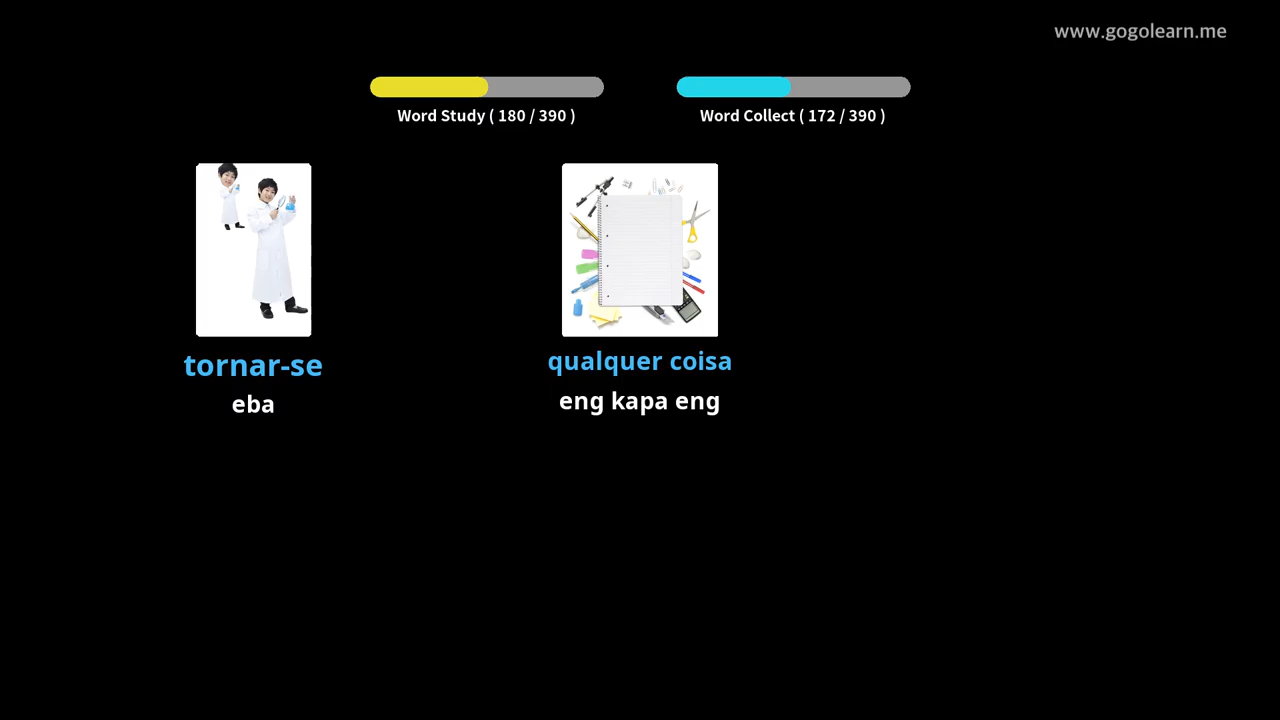 www.gogolearn.me
Word Study ( 180 / 390 )
Word Collect ( 172 / 390 )
tornar-se
eba
qualquer coisa
eng kapa eng